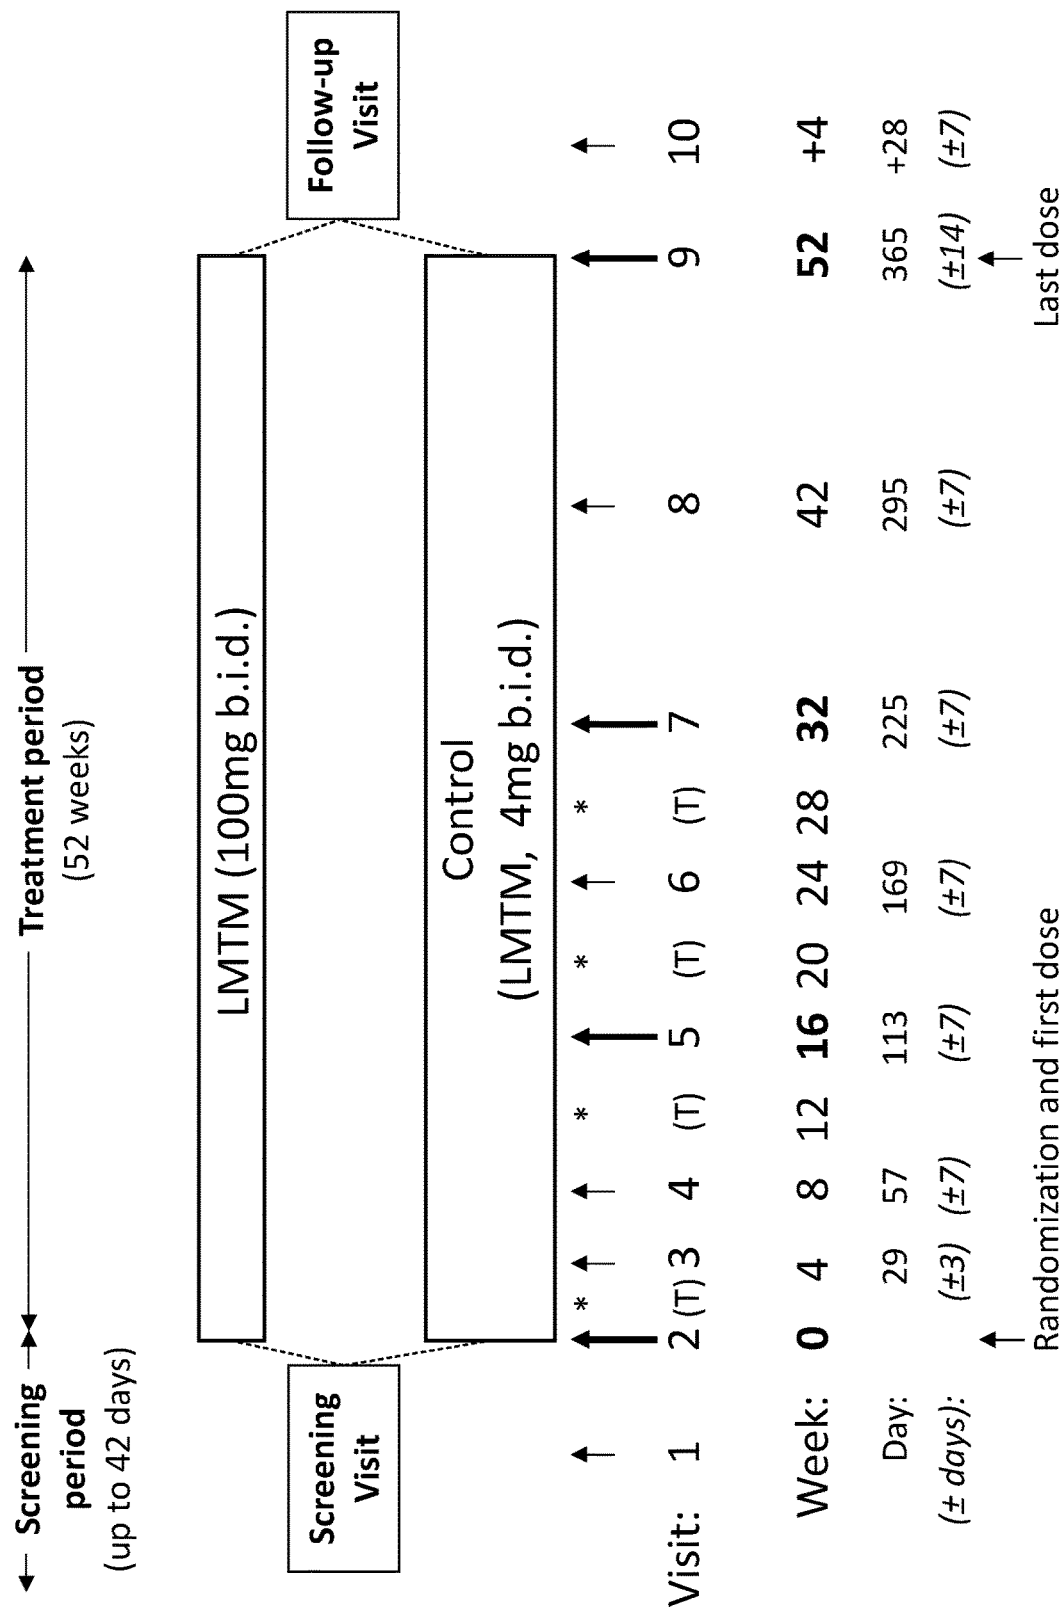 Screening period
(up to 42 days)
Treatment period
(52 weeks)
Screening
Visit
LMTM (100mg b.i.d.)
Control
(LMTM, 4mg b.i.d.)
Follow-up
Visit
* * * *
Visit: 1 2 (T) 3 4 (T) 5 (T) 6 (T) 7 8 9 10
Week: 0 4 8 12 16 20 24 28 32 42 52 +4
Day: 29 57 113 169 225 295 365 +28
(± days): (±3) (±7) (±7) (±7) (±7) (±7) (±14) (±7)
Randomization and first dose
Last dose